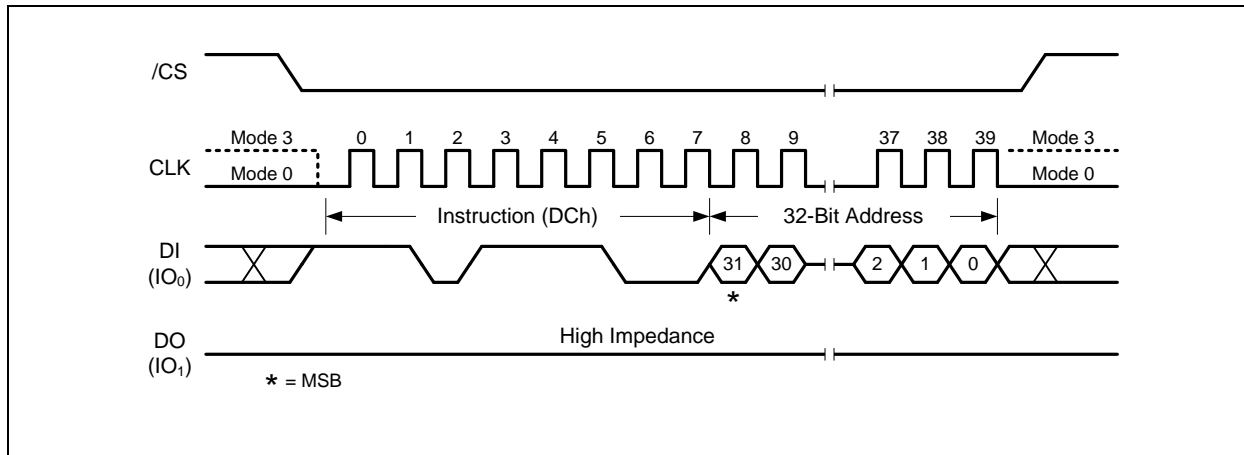 /CS
Mode 3 0 1 2 3 4 5 6 7 8 9 37 38 39 Mode 3
CLK
Mode 0 Mode 0
Instruction (DCh) 32-Bit Address
DI
(IO₀)
31 30 2 1 0
*
High Impedance
DO
(IO₁)
* = MSB